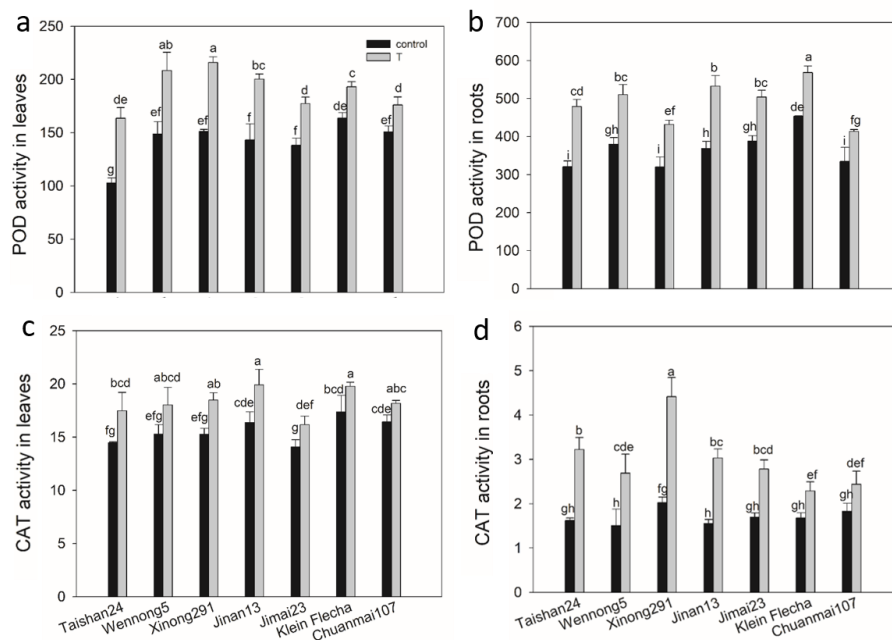 a
POD activity in leaves
250
200
150
100
50
0
control
T
g de
ef ab
ef a
f bc
f d
de c
ef d
b
POD activity in roots
700
600
500
400
300
200
100
0
i cd
gh bc
i ef
h b
gh bc
de a
i fg
c
CAT activity in leaves
25
20
15
10
5
0
fg bcd
efg abcd
efg ab
cde a
g def
bcd a
cde abc
Taishan24
Wennong5
Xinong291
Jinan13
Jimai23
Klein Flecha
Chuanmai107
d
CAT activity in roots
6
5
4
3
2
1
0
gh b
h cde
fg a
h bc
gh bcd
gh ef
gh def
Taishan24
Wennong5
Xinong291
Jinan13
Jimai23
Klein Flecha
Chuanmai107